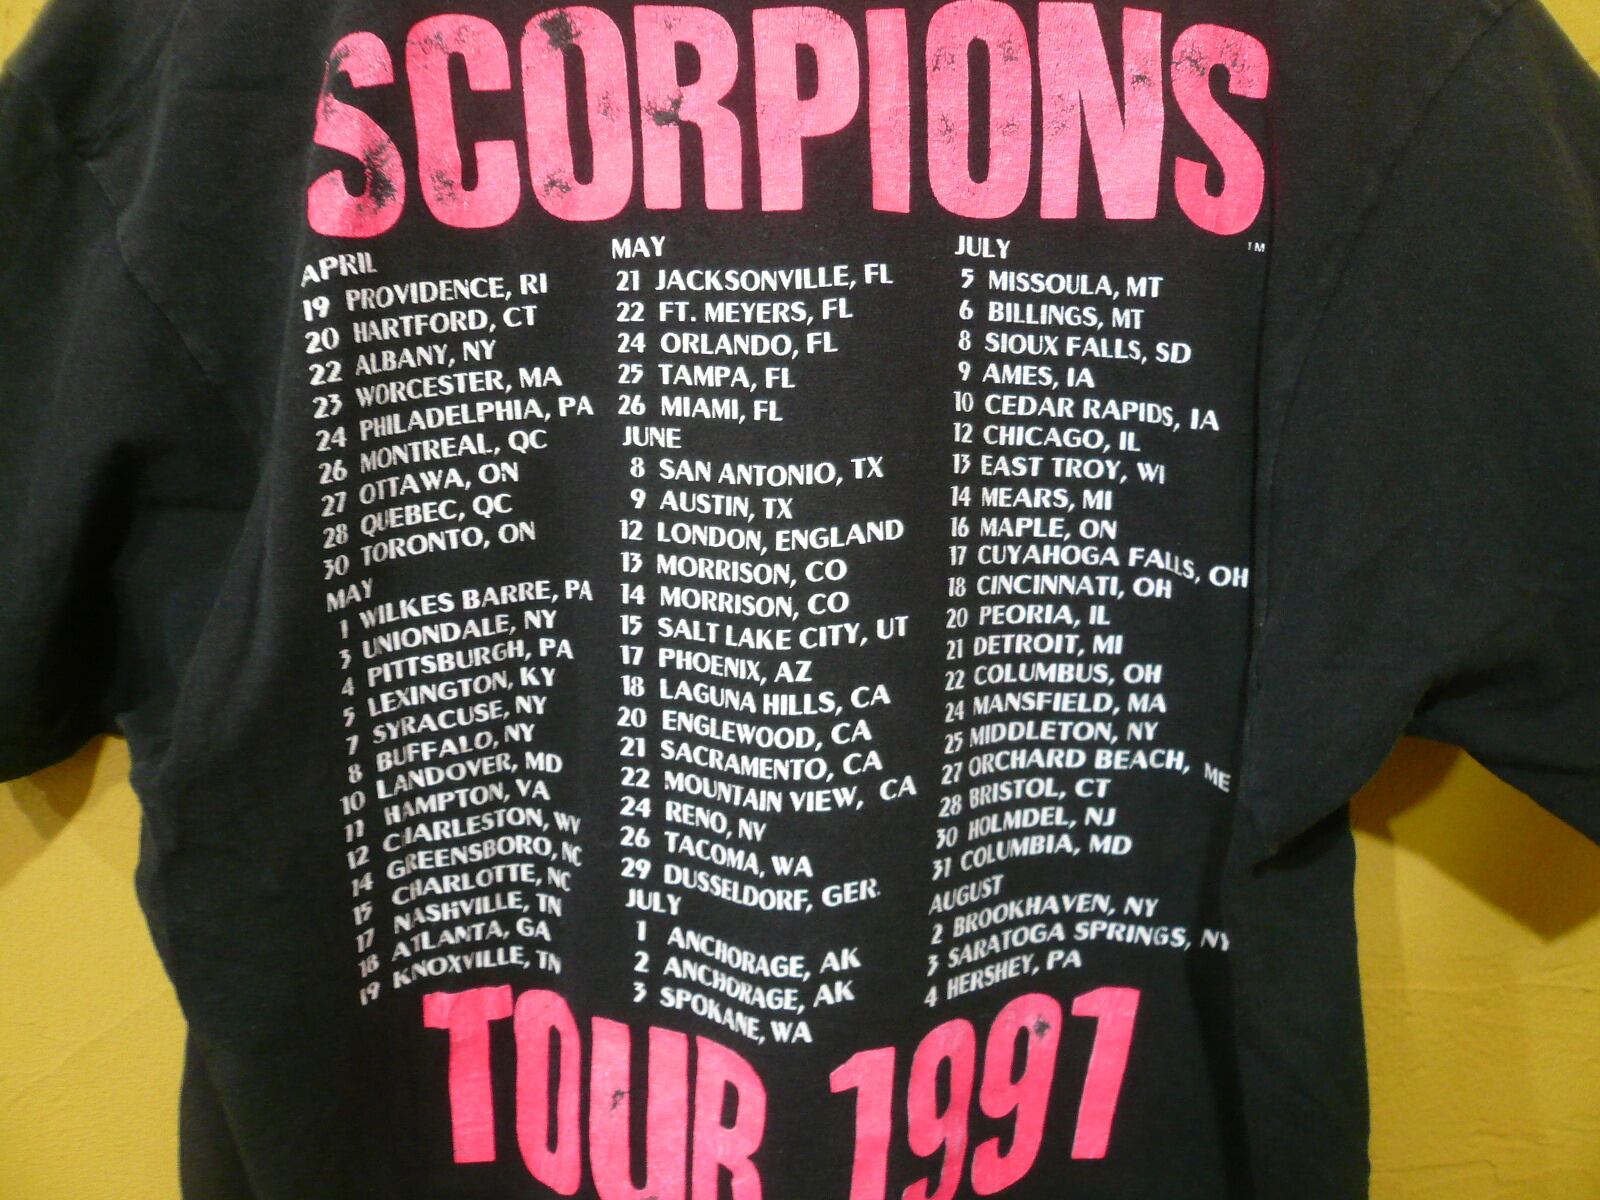 SCORPIONS
™
APRIL
19 PROVIDENCE, RI
20 HARTFORD, CT
22 ALBANY, NY
23 WORCESTER, MA
24 PHILADELPHIA, PA
26 MONTREAL, QC
27 OTTAWA, ON
28 QUEBEC, QC
30 TORONTO, ON
MAY
1 WILKES BARRE, PA
3 UNIONDALE, NY
4 PITTSBURGH, PA
5 LEXINGTON, KY
7 SYRACUSE, NY
8 BUFFALO, NY
10 LANDOVER, MD
11 HAMPTON, VA
12 CHARLESTON, WV
14 GREENSBORO, NC
15 CHARLOTTE, NC
17 NASHVILLE, TN
18 ATLANTA, GA
19 KNOXVILLE, TN
MAY
21 JACKSONVILLE, FL
22 FT. MEYERS, FL
24 ORLANDO, FL
25 TAMPA, FL
26 MIAMI, FL
JUNE
8 SAN ANTONIO, TX
9 AUSTIN, TX
12 LONDON, ENGLAND
13 MORRISON, CO
14 MORRISON, CO
15 SALT LAKE CITY, UT
17 PHOENIX, AZ
18 LAGUNA HILLS, CA
20 ENGLEWOOD, CA
21 SACRAMENTO, CA
22 MOUNTAIN VIEW, CA
24 RENO, NV
26 TACOMA, WA
29 DUSSELDORF, GER.
JULY
1 ANCHORAGE, AK
2 ANCHORAGE, AK
3 SPOKANE, WA
JULY
5 MISSOULA, MT
6 BILLINGS, MT
8 SIOUX FALLS, SD
9 AMES, IA
10 CEDAR RAPIDS, IA
12 CHICAGO, IL
13 EAST TROY, WI
14 MEARS, MI
16 MAPLE, ON
17 CUYAHOGA FALLS, OH
18 CINCINNATI, OH
20 PEORIA, IL
21 DETROIT, MI
22 COLUMBUS, OH
24 MANSFIELD, MA
25 MIDDLETON, NY
27 ORCHARD BEACH, ME
28 BRISTOL, CT
30 HOLMDEL, NJ
31 COLUMBIA, MD
AUGUST
2 BROOKHAVEN, NY
3 SARATOGA SPRINGS, NY
4 HERSHEY, PA
TOUR 1997